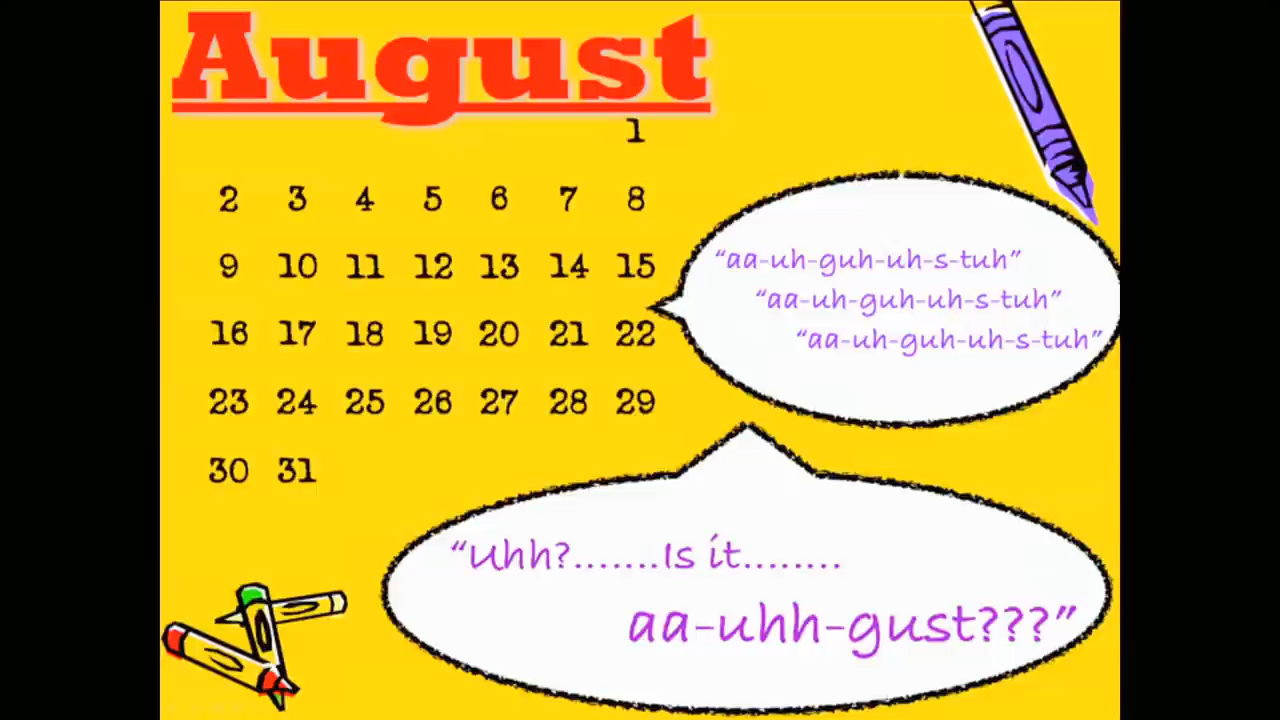 August
1
2 3 4 5 6 7 8
9 10 11 12 13 14 15
16 17 18 19 20 21 22
23 24 25 26 27 28 29
30 31
“aa-uh-guh-uh-s-tuh”
“aa-uh-guh-uh-s-tuh”
“aa-uh-guh-uh-s-tuh”
“Uhh?.......Is it........
aa-uhh-gust???”